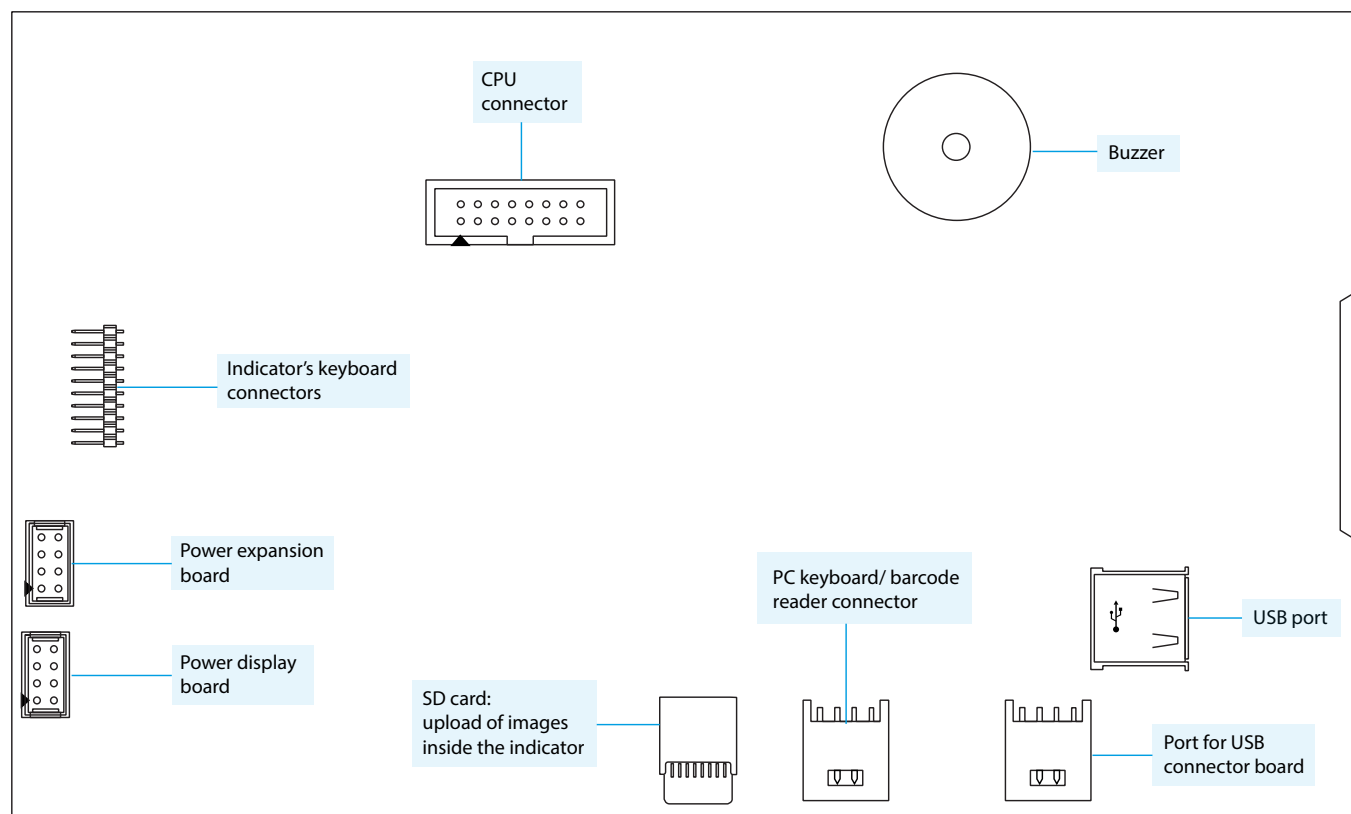 CPU
connector
Buzzer
Indicator's keyboard
connectors
Power expansion
board
PC keyboard/ barcode
reader connector
USB port
Power display
board
SD card:
upload of images
inside the indicator
Port for USB
connector board